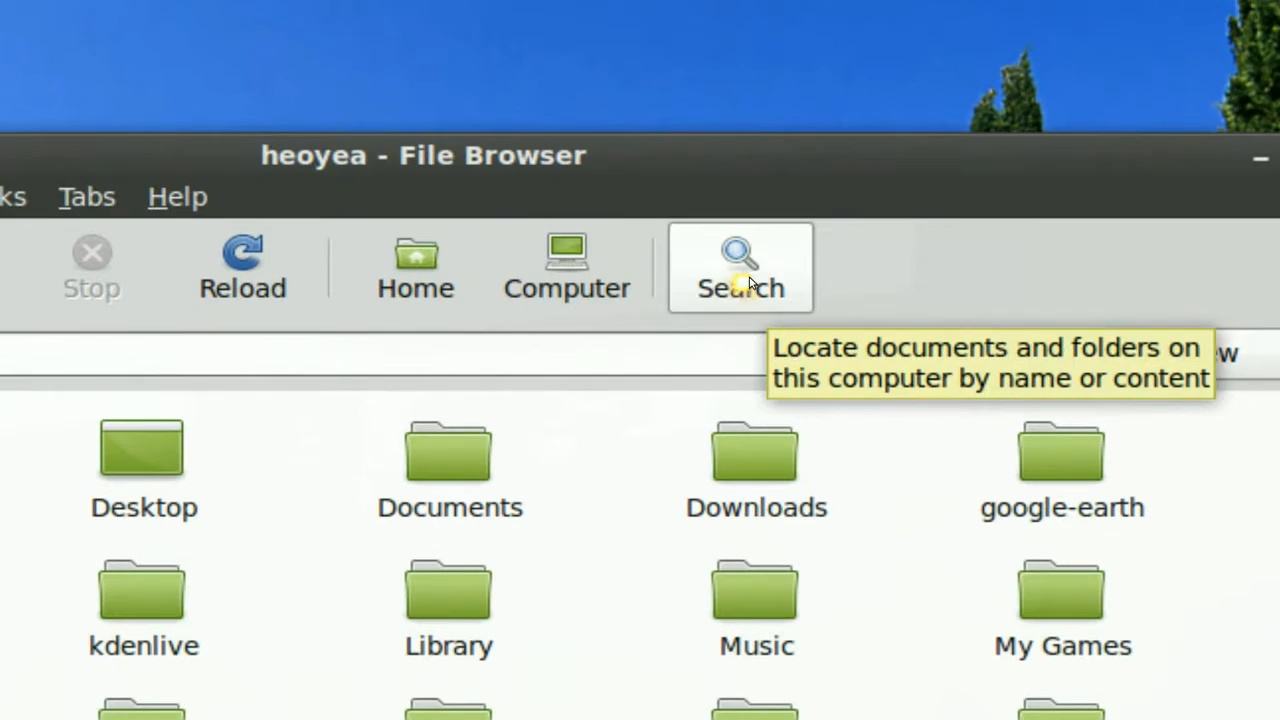 heoyea - File Browser
ks Tabs Help
Stop Reload Home Computer Search
Locate documents and folders on
this computer by name or content
ew
Desktop Documents Downloads google-earth
kdenlive Library Music My Games